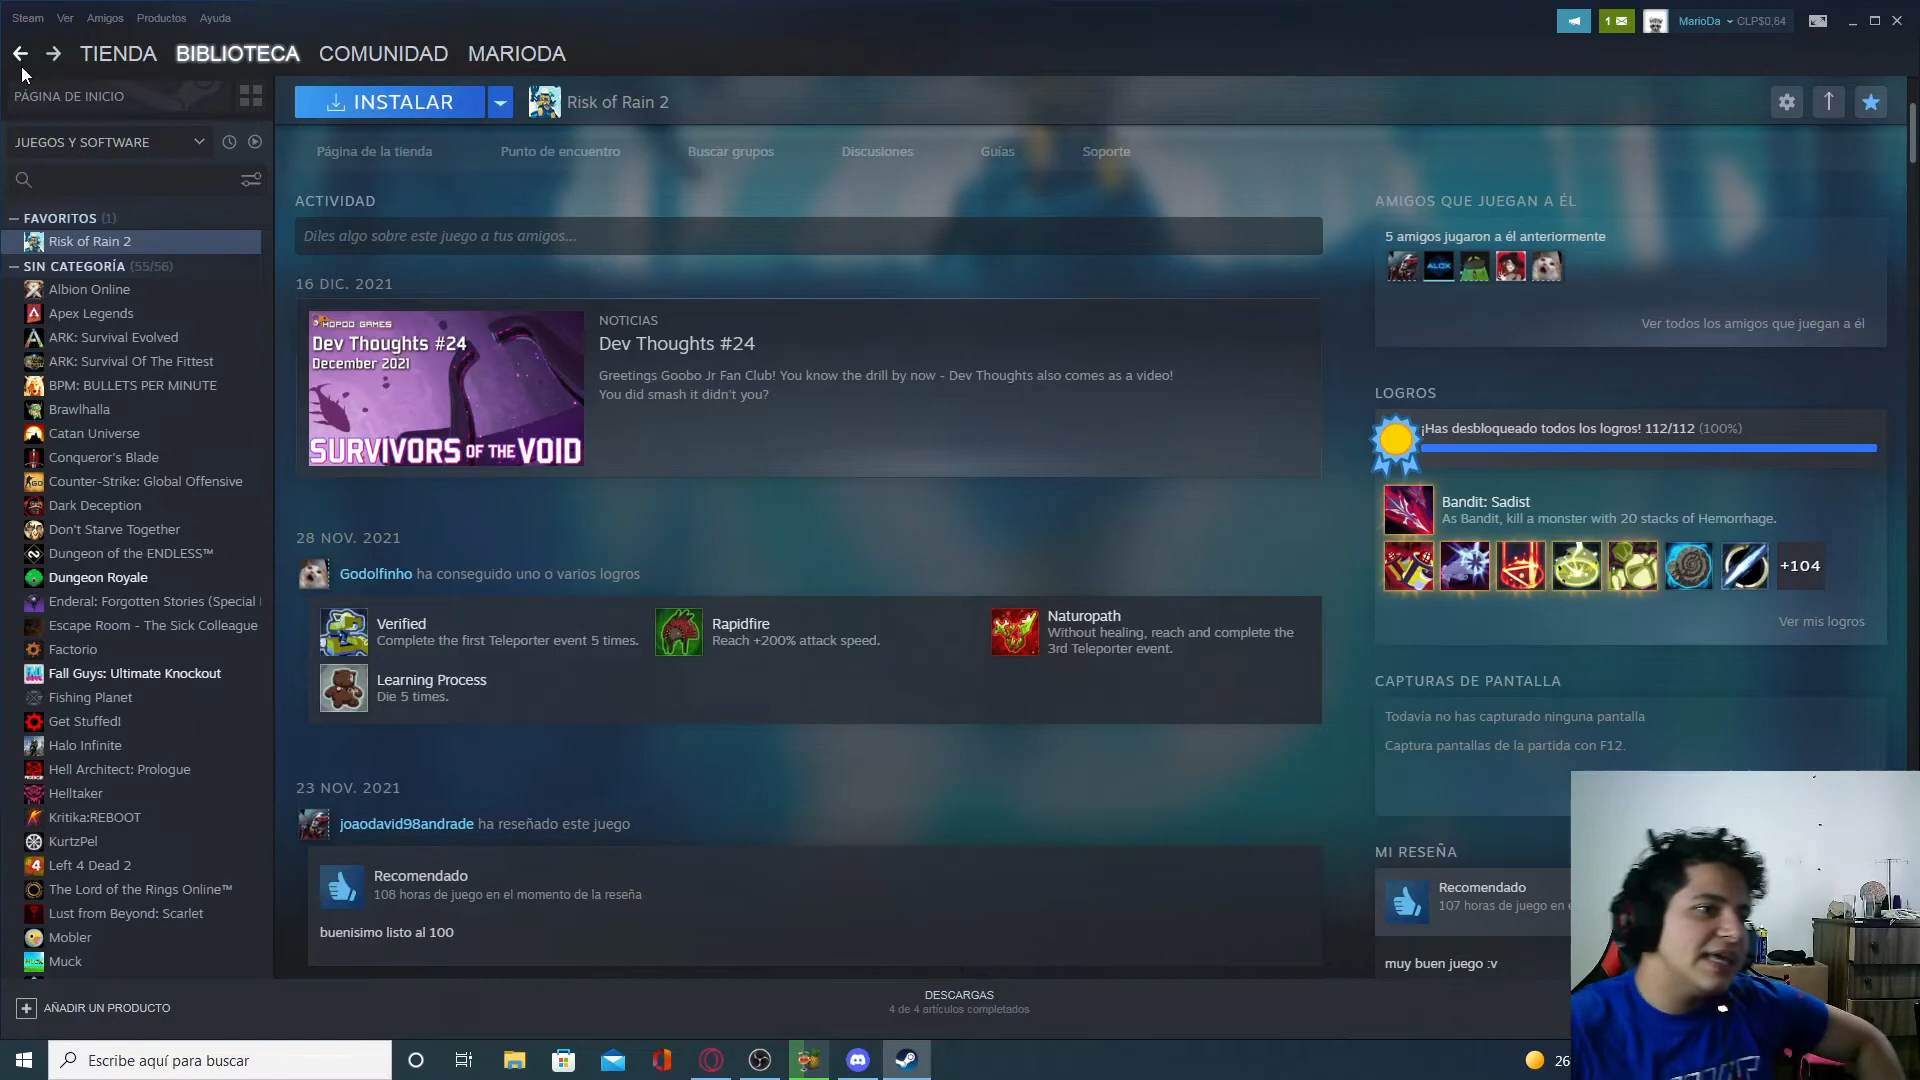 Steam Ver Amigos Productos Ayuda
1 MarioDa CLP$0,84
TIENDA BIBLIOTECA COMUNIDAD MARIODA
PÁGINA DE INICIO
JUEGOS Y SOFTWARE
FAVORITOS (1)
Risk of Rain 2
SIN CATEGORÍA (55/56)
Albion Online
Apex Legends
ARK: Survival Evolved
ARK: Survival Of The Fittest
BPM: BULLETS PER MINUTE
Brawlhalla
Catan Universe
Conqueror's Blade
Counter-Strike: Global Offensive
Dark Deception
Don't Starve Together
Dungeon of the ENDLESS™
Dungeon Royale
Enderal: Forgotten Stories (Special
Escape Room - The Sick Colleague
Factorio
Fall Guys: Ultimate Knockout
Fishing Planet
Get Stuffed!
Halo Infinite
Hell Architect: Prologue
Helltaker
Kritika:REBOOT
KurtzPel
Left 4 Dead 2
The Lord of the Rings Online™
Lust from Beyond: Scarlet
Mobler
Muck
AÑADIR UN PRODUCTO
INSTALAR
Risk of Rain 2
Página de la tienda Punto de encuentro Buscar grupos Discusiones Guías Soporte
ACTIVIDAD
Diles algo sobre este juego a tus amigos...
16 DIC. 2021
HOPOO GAMES
Dev Thoughts #24
December 2021
SURVIVORS OF THE VOID
NOTICIAS
Dev Thoughts #24
Greetings Goobo Jr Fan Club! You know the drill by now - Dev Thoughts also comes as a video!
You did smash it didn't you?
28 NOV. 2021
Godolfinho ha conseguido uno o varios logros
Verified
Complete the first Teleporter event 5 times.
Rapidfire
Reach +200% attack speed.
Naturopath
Without healing, reach and complete the
3rd Teleporter event.
Learning Process
Die 5 times.
23 NOV. 2021
joaodavid98andrade ha reseñado este juego
Recomendado
108 horas de juego en el momento de la reseña
buenisimo listo al 100
AMIGOS QUE JUEGAN A ÉL
5 amigos jugaron a él anteriormente
ALOX
Ver todos los amigos que juegan a él
LOGROS
¡Has desbloqueado todos los logros! 112/112 (100%)
Bandit: Sadist
As Bandit, kill a monster with 20 stacks of Hemorrhage.
+104
Ver mis logros
CAPTURAS DE PANTALLA
Todavía no has capturado ninguna pantalla
Captura pantallas de la partida con F12.
MI RESEÑA
Recomendado
107 horas de juego en e
muy buen juego :v
DESCARGAS
4 de 4 artículos completados
Escribe aquí para buscar
26